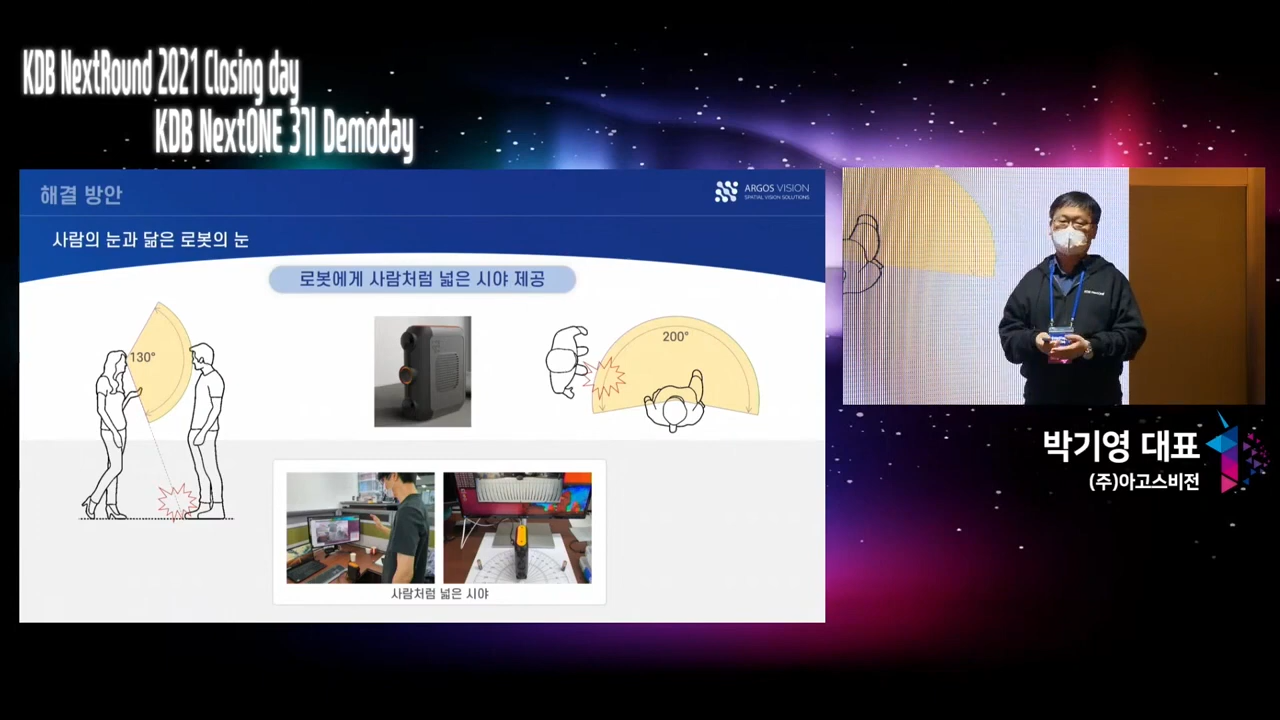 KDB NextRound 2021 Closing day
KDB NextONE 3기 Demoday
해결 방안
ARGOS VISION
SPATIAL VISION SOLUTIONS
사람의 눈과 닮은 로봇의 눈
로봇에게 사람처럼 넓은 시야 제공
130°
200°
사람처럼 넓은 시야
박기영 대표
(주)아고스비전